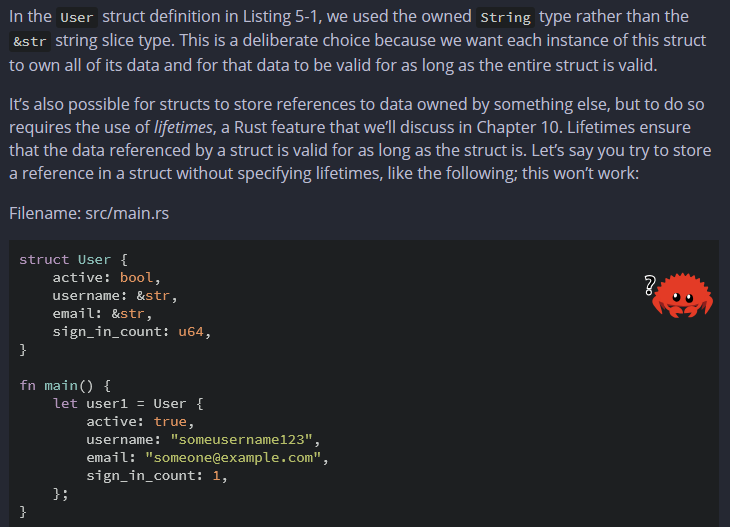 In the User struct definition in Listing 5-1, we used the owned String type rather than the
&str string slice type. This is a deliberate choice because we want each instance of this struct
to own all of its data and for that data to be valid for as long as the entire struct is valid.
It’s also possible for structs to store references to data owned by something else, but to do so
requires the use of lifetimes, a Rust feature that we’ll discuss in Chapter 10. Lifetimes ensure
that the data referenced by a struct is valid for as long as the struct is. Let’s say you try to store
a reference in a struct without specifying lifetimes, like the following; this won’t work:
Filename: src/main.rs
struct User {
    active: bool,
    username: &str,
    email: &str,
    sign_in_count: u64,
}
?
fn main() {
    let user1 = User {
        active: true,
        username: "someusername123",
        email: "someone@example.com",
        sign_in_count: 1,
    };
}